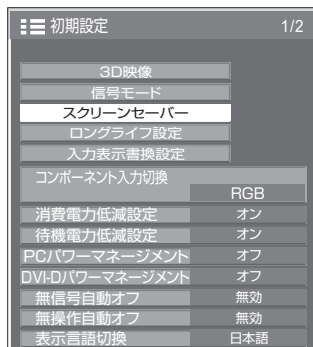 初期設定 1/2
3D映像
信号モード
スクリーンセーバー
ロングライフ設定
入力表示書換設定
コンポーネント入力切換
RGB
消費電力低減設定 オン
待機電力低減設定 オン
PCパワーマネージメント オフ
DVI-Dパワーマネージメント オフ
無信号自動オフ 無効
無操作自動オフ 無効
表示言語切換 日本語